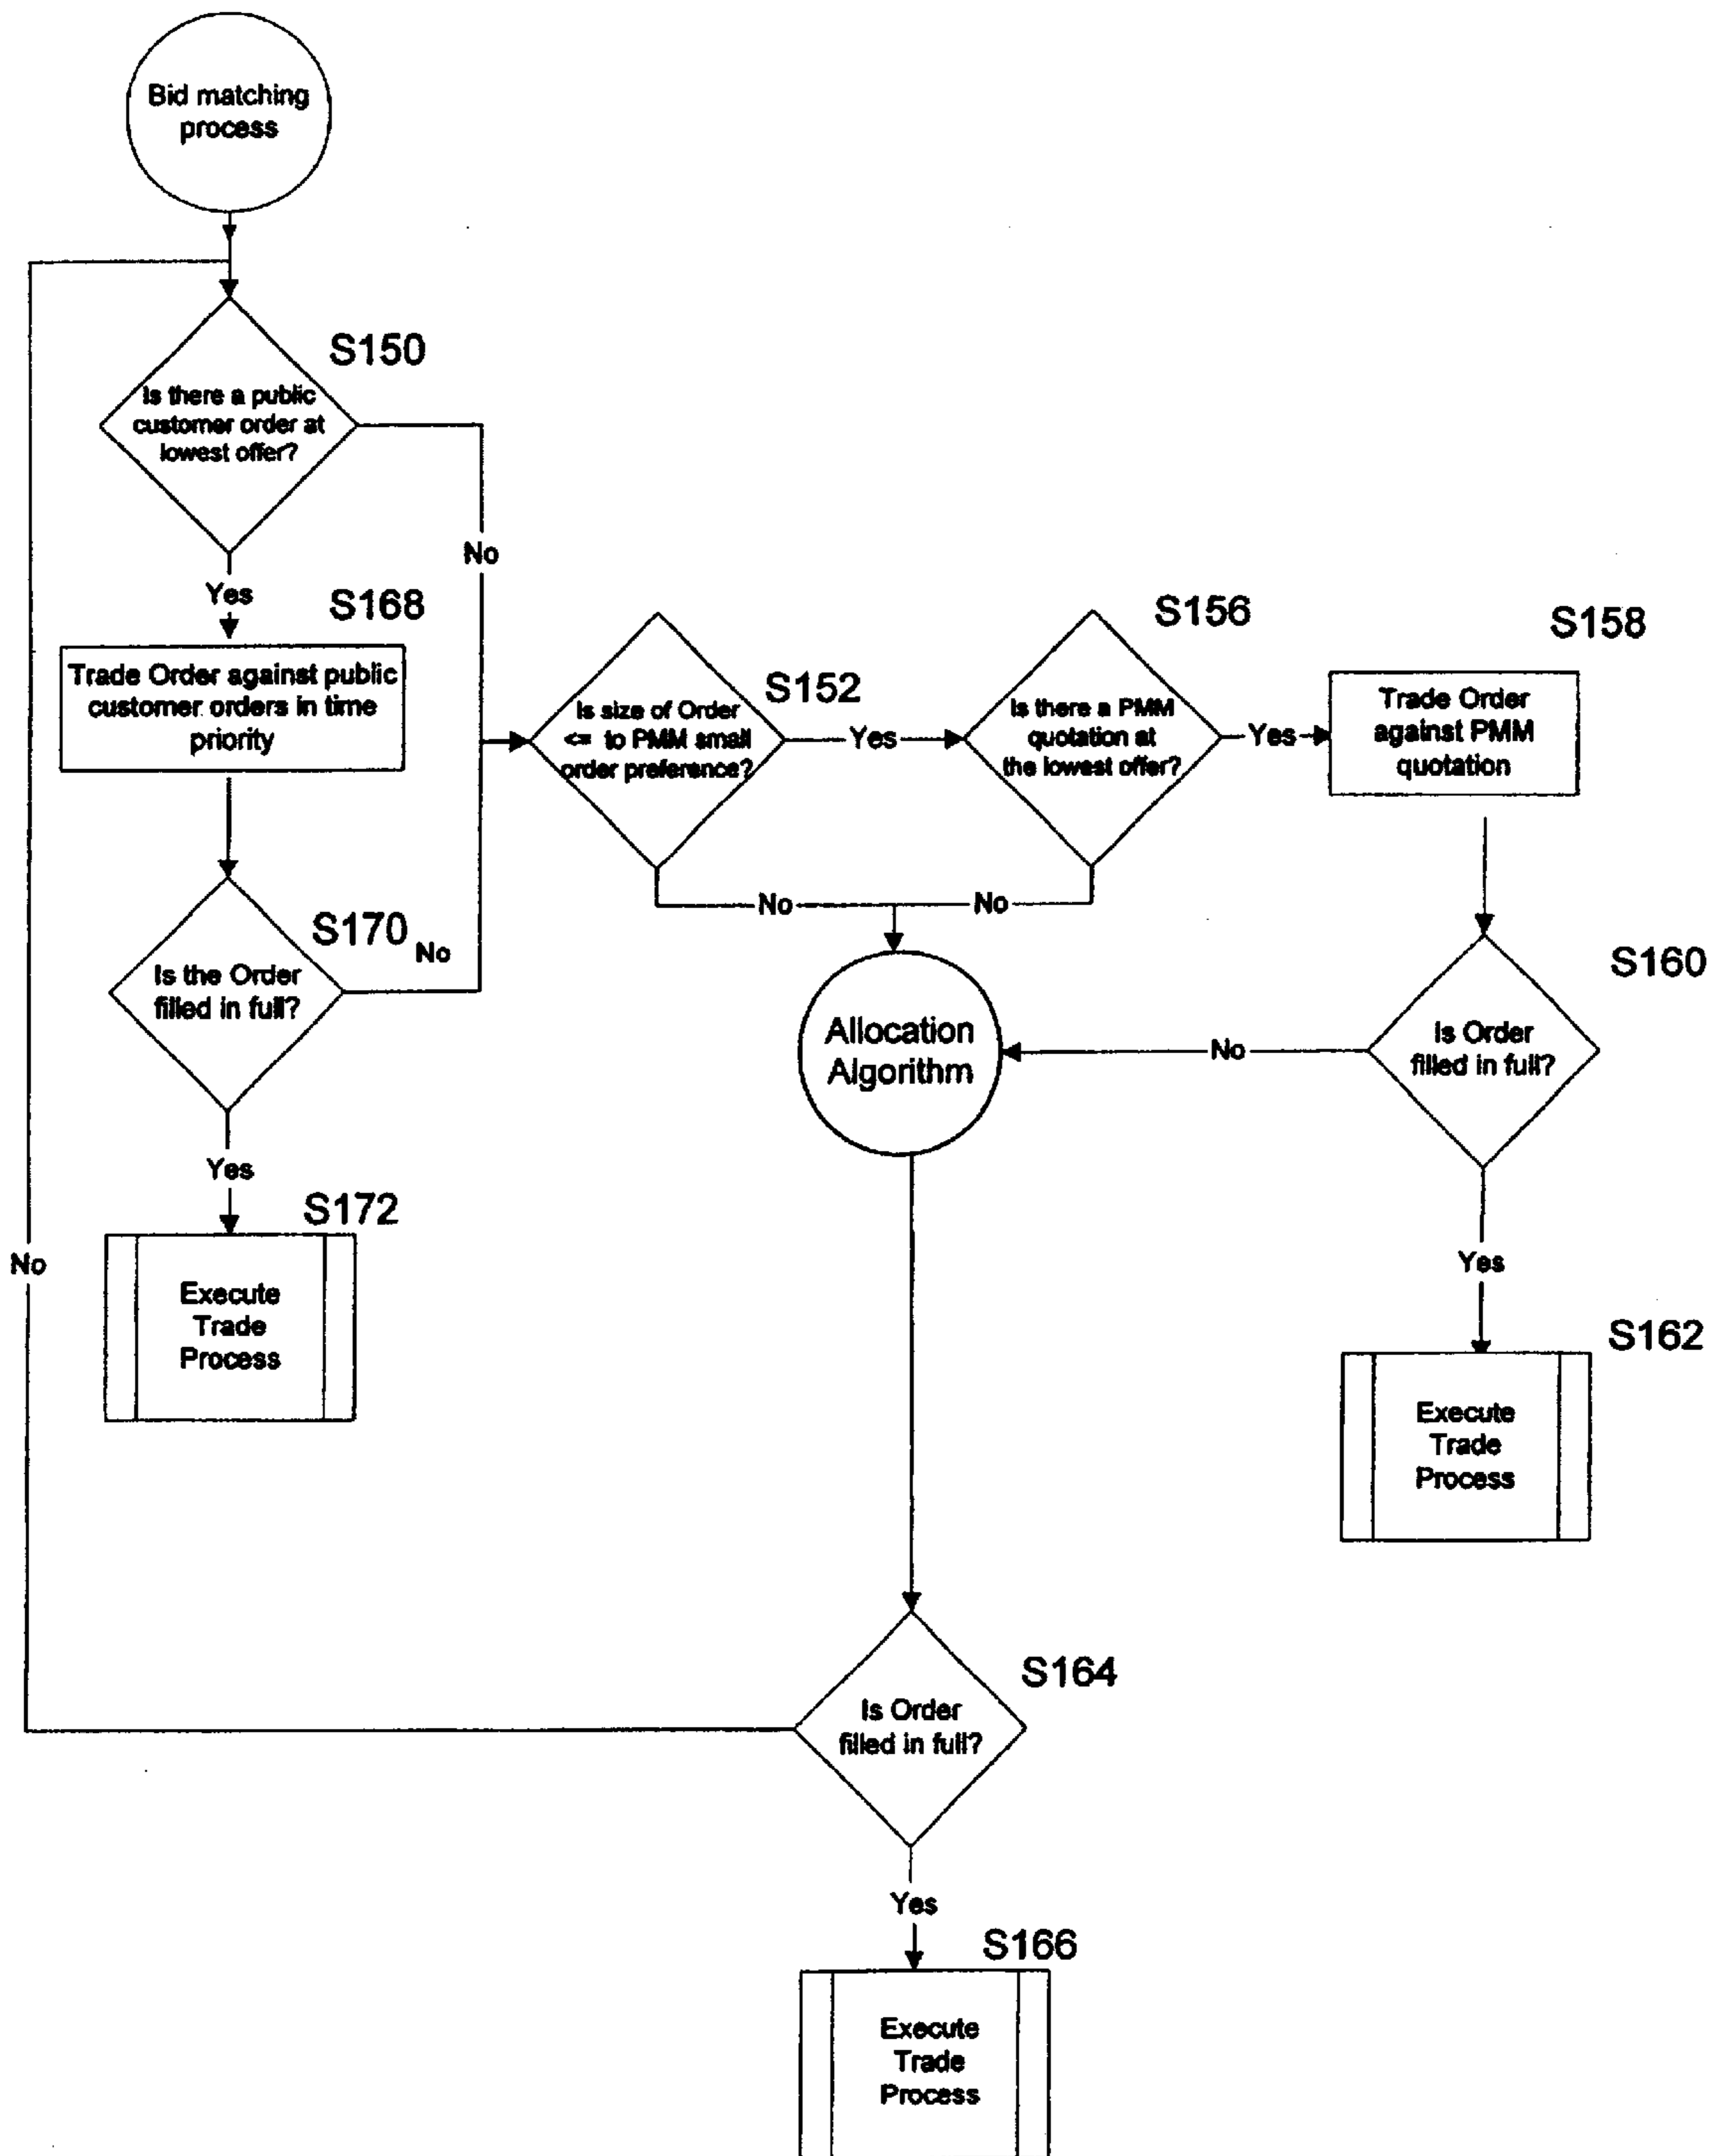 Bid matching
process
S150
Is there a public
customer order at
lowest offer?
No
Yes
S168
Trade Order against public
customer orders in time
priority
S152
Is size of Order
<= to PMM small
order preference?
Yes
S156
Is there a PMM
quotation at
the lowest offer?
Yes
S158
Trade Order
against PMM
quotation
No
No
S170
No
Is the Order
filled in full?
Allocation
Algorithm
No
S160
Is Order
filled in full?
Yes
S172
Execute
Trade
Process
No
Yes
S162
Execute
Trade
Process
S164
Is Order
filled in full?
Yes
S166
Execute
Trade
Process